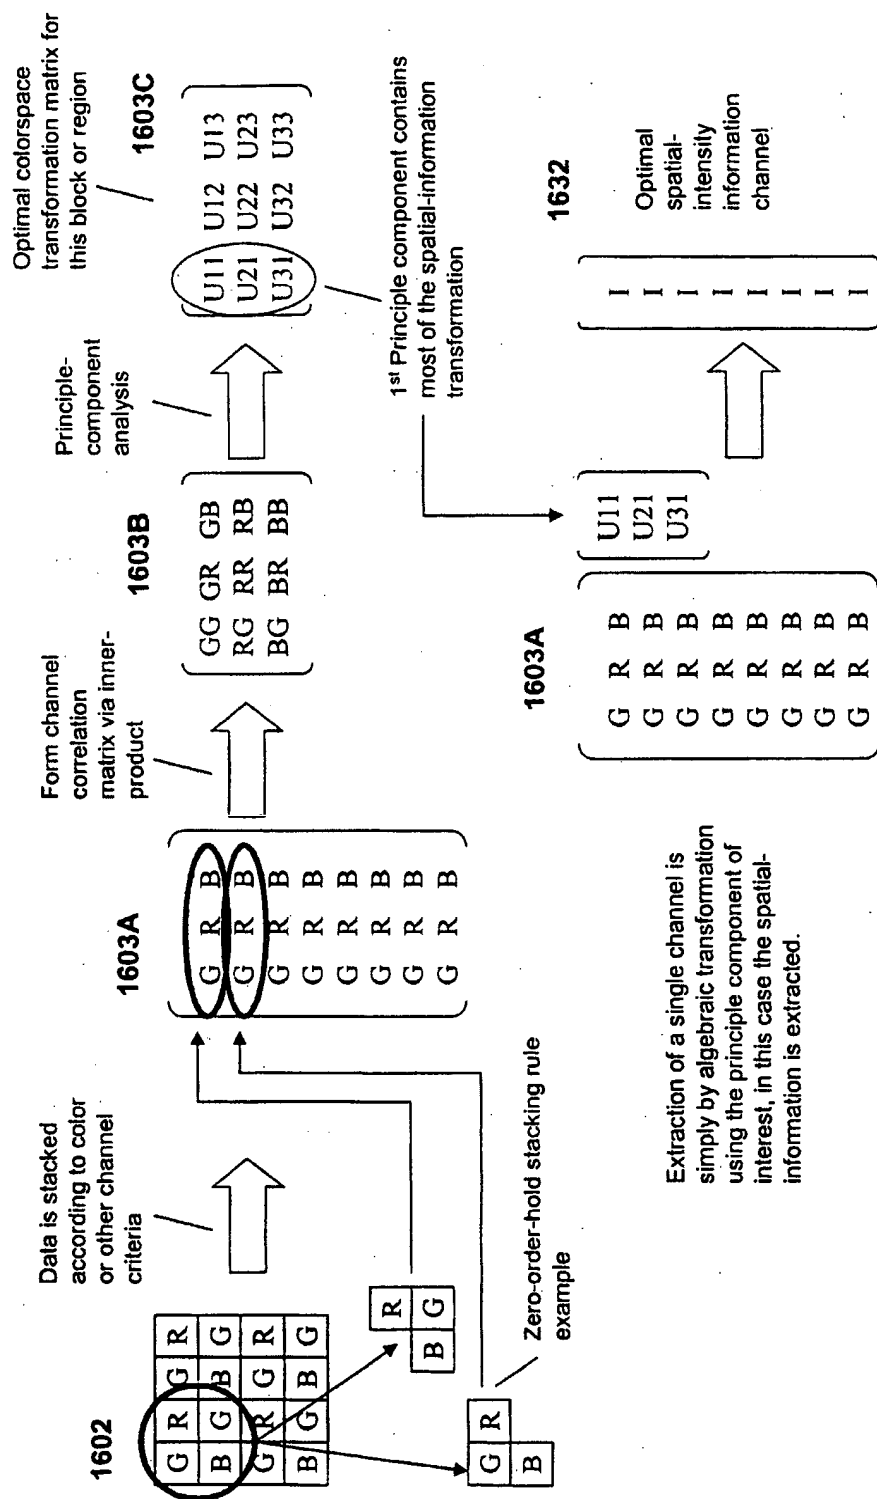 1602
G R G R
B G B G
G R G R
B G B G
Data is stacked
according to color
or other channel
criteria
R
B G
G R
B
Zero-order-hold stacking rule
example
1603A
G R B
G R B
G R B
G R B
G R B
G R B
G R B
G R B
Form channel
correlation
matrix via inner-
product
1603B
GG GR GB
RG RR RB
BG BR BB
Principle-
component
analysis
Optimal colorspace
transformation matrix for
this block or region
1603C
U11 U12 U13
U21 U22 U23
U31 U32 U33
1st Principle component contains
most of the spatial-information
transformation
Extraction of a single channel is
simply by algebraic transformation
using the principle component of
interest, in this case the spatial-
information is extracted.
1603A
G R B
G R B
G R B
G R B
G R B
G R B
G R B
G R B
U11
U21
U31
I
I
I
I
I
I
I
I
1632
Optimal
spatial-
intensity
information
channel